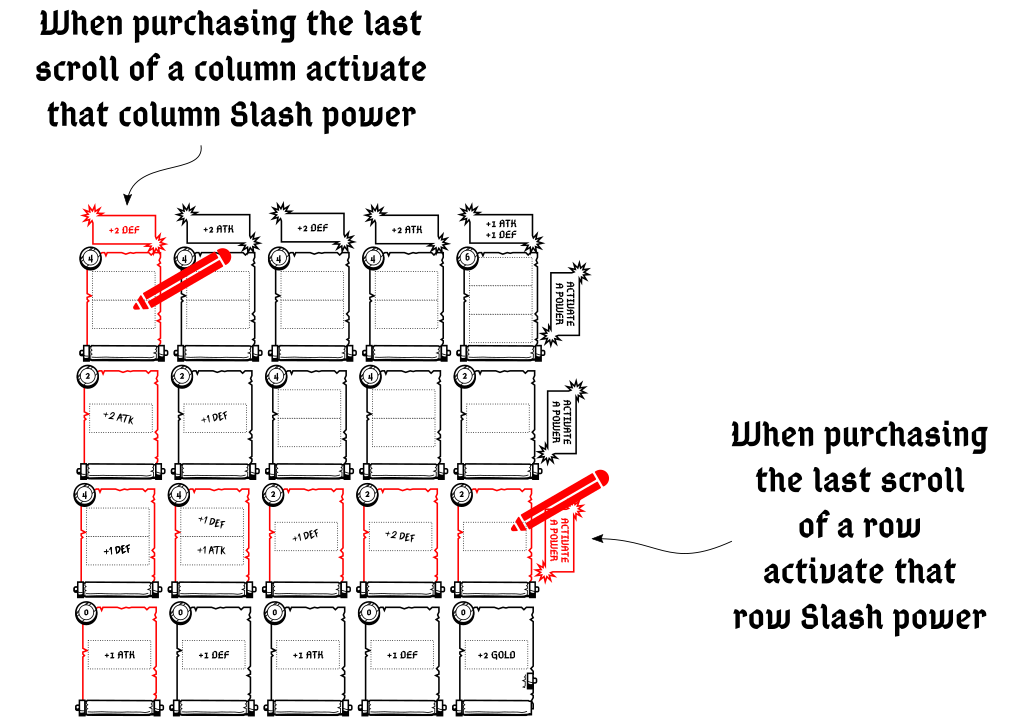 When purchasing the last
scroll of a column activate
that column Slash power
+2 DEF
+2 ATK
+2 DEF
+2 ATK
+1 ATK
+1 DEF
4
4
4
4
6
ACTIVATE
A POWER
2
2
4
4
2
+2 ATK
+1 DEF
ACTIVATE
A POWER
When purchasing
the last scroll
of a row
activate that
row Slash power
4
4
2
2
2
+1 DEF
+1 DEF
+1 ATK
+1 DEF
+2 DEF
ACTIVATE
A POWER
0
0
0
0
0
+1 ATK
+1 DEF
+1 ATK
+1 DEF
+2 GOLD